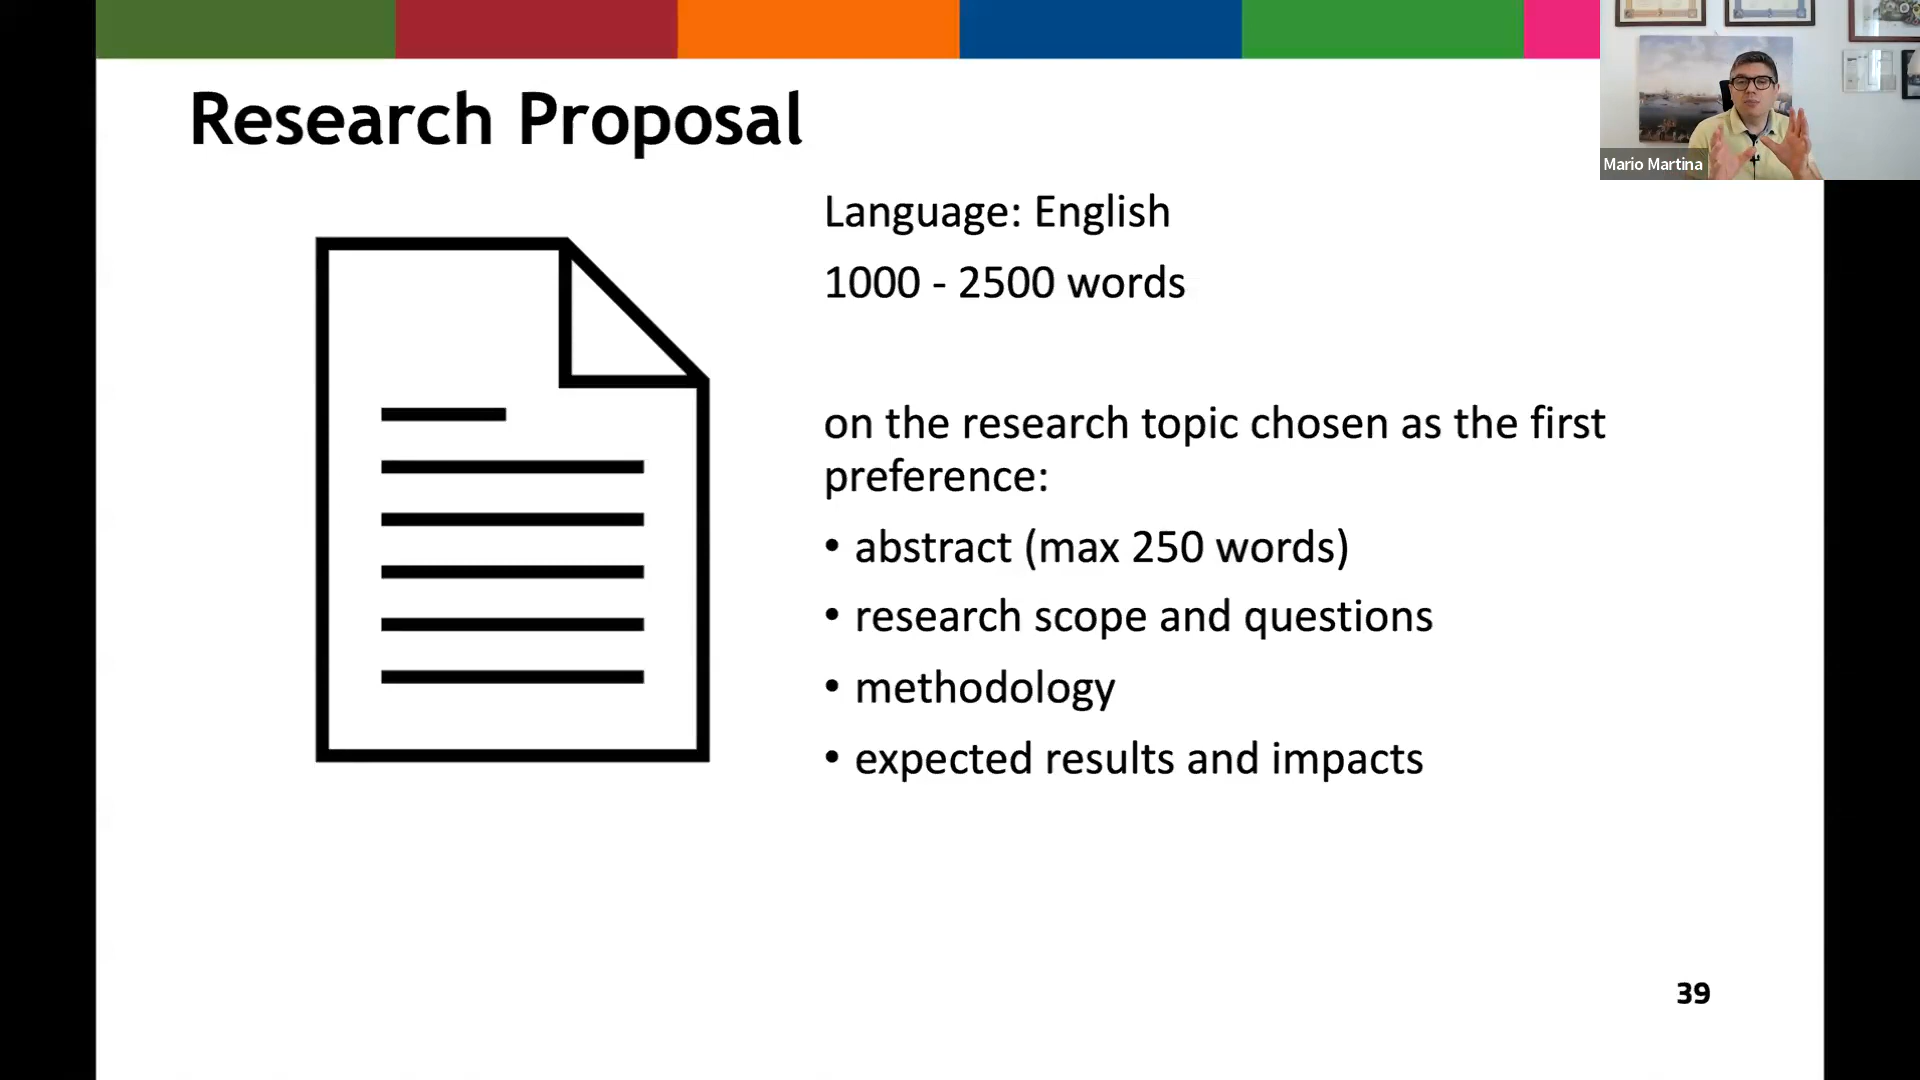 Research Proposal
Mario Martina
Language: English
1000 - 2500 words
on the research topic chosen as the first
preference:
• abstract (max 250 words)
• research scope and questions
• methodology
• expected results and impacts
39